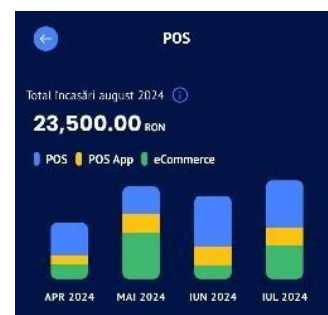 POS
Total încasări august 2024
23,500.00 RON
POS POS App eCommerce
APR 2024 MAI 2024 IUN 2024 IUL 2024